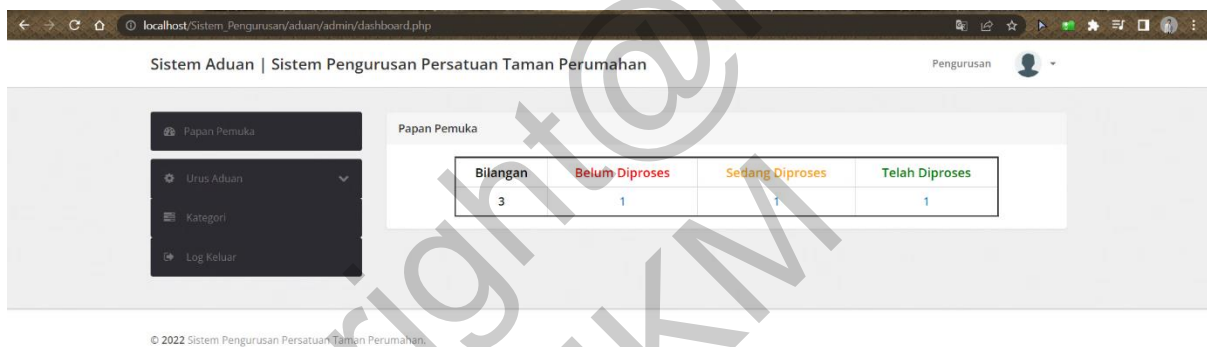 localhost/Sistem_Pengurusan/aduan/admin/dashboard.php
Sistem Aduan | Sistem Pengurusan Persatuan Taman Perumahan
Pengurusan
Papan Pemuka
Urus Aduan
Kategori
Log Keluar
Papan Pemuka
Bilangan Belum Diproses Sedang Diproses Telah Diproses
3 1 1 1
© 2022 Sistem Pengurusan Persatuan Taman Perumahan.